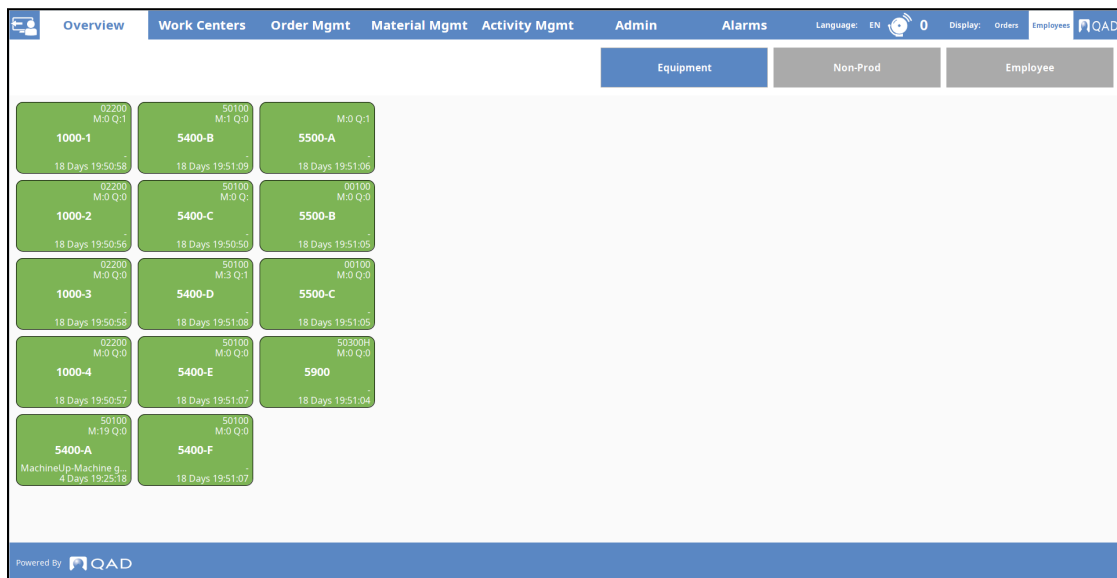 Overview Work Centers Order Mgmt Material Mgmt Activity Mgmt Admin Alarms Language: EN 0 Display: Orders Employees QAD
Equipment Non-Prod Employee
02200
M:0 Q:1
1000-1
-
18 Days 19:50:58
50100
M:1 Q:0
5400-B
-
18 Days 19:51:09
M:0 Q:1
5500-A
-
18 Days 19:51:06
02200
M:0 Q:0
1000-2
-
18 Days 19:50:56
50100
M:0 Q:
5400-C
-
18 Days 19:50:50
00100
M:0 Q:0
5500-B
-
18 Days 19:51:05
02200
M:0 Q:0
1000-3
-
18 Days 19:50:58
50100
M:3 Q:1
5400-D
-
18 Days 19:51:08
00100
M:0 Q:0
5500-C
-
18 Days 19:51:05
02200
M:0 Q:0
1000-4
-
18 Days 19:50:57
50100
M:0 Q:0
5400-E
-
18 Days 19:51:07
50300H
M:0 Q:0
5900
-
18 Days 19:51:04
50100
M:19 Q:0
5400-A
MachineUp-Machine g...
4 Days 19:25:18
50100
M:0 Q:0
5400-F
-
18 Days 19:51:07
Powered By QAD